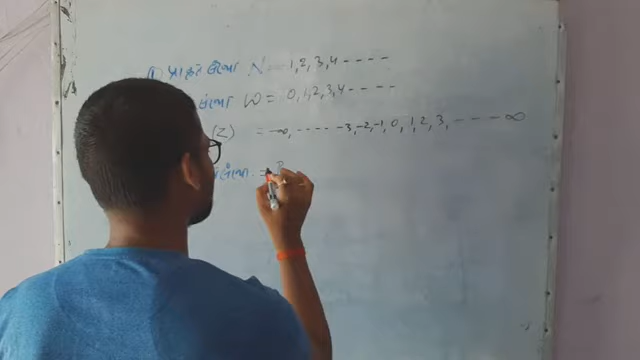 ① પ્રાકૃત સંખ્યા N = 1, 2, 3, 4 - - - -
સંખ્યા W = 0, 1, 2, 3, 4 - - - - -
(Z) = -∞, - - - - - -3, -2, -1, 0, 1, 2, 3, - - - - ∞
સંખ્યા =